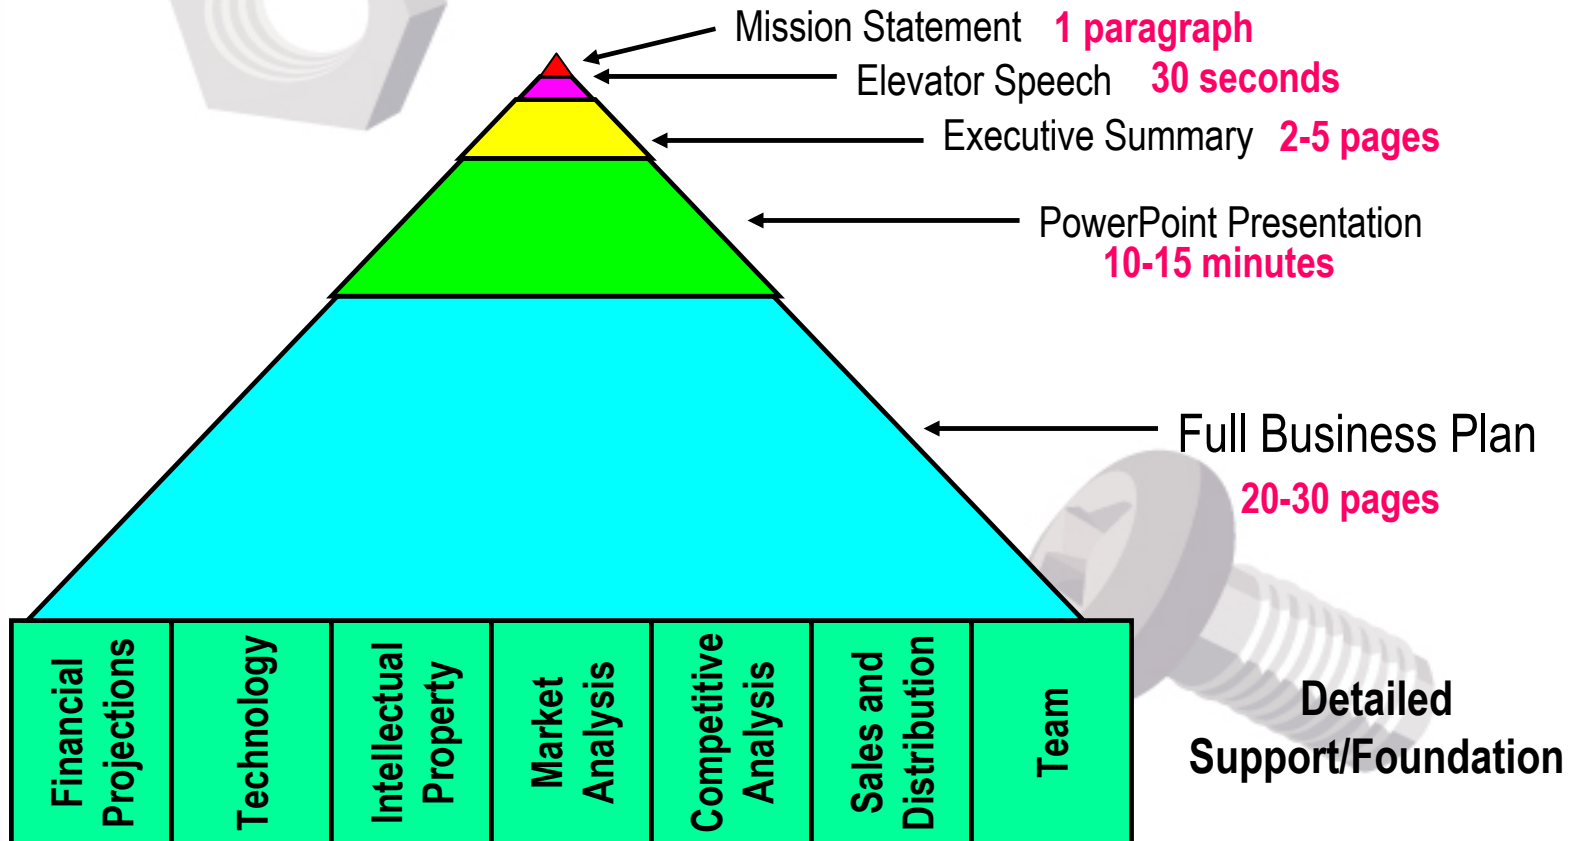 Mission Statement 1 paragraph
Elevator Speech 30 seconds
Executive Summary 2-5 pages
PowerPoint Presentation
10-15 minutes
Full Business Plan
20-30 pages
Financial
Projections
Technology
Intellectual
Property
Market
Analysis
Competitive
Analysis
Sales and
Distribution
Team
Detailed
Support/Foundation